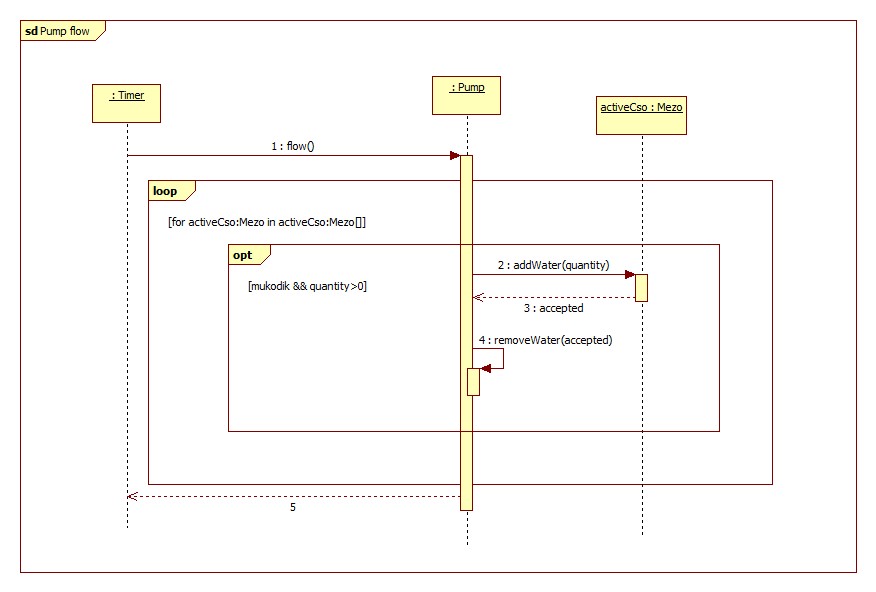 sd Pump flow
: Timer
: Pump
activeCso : Mezo
1 : flow()
loop
[for activeCso:Mezo in activeCso:Mezo[]]
opt
[mukodik && quantity>0]
2 : addWater(quantity)
3 : accepted
4 : removeWater(accepted)
5